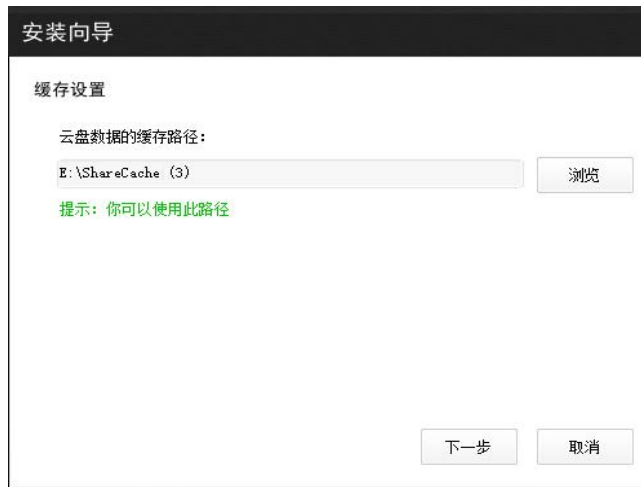 安装向导
缓存设置
云盘数据的缓存路径：
E:\ShareCache (3)
浏览
提示：你可以使用此路径
下一步
取消